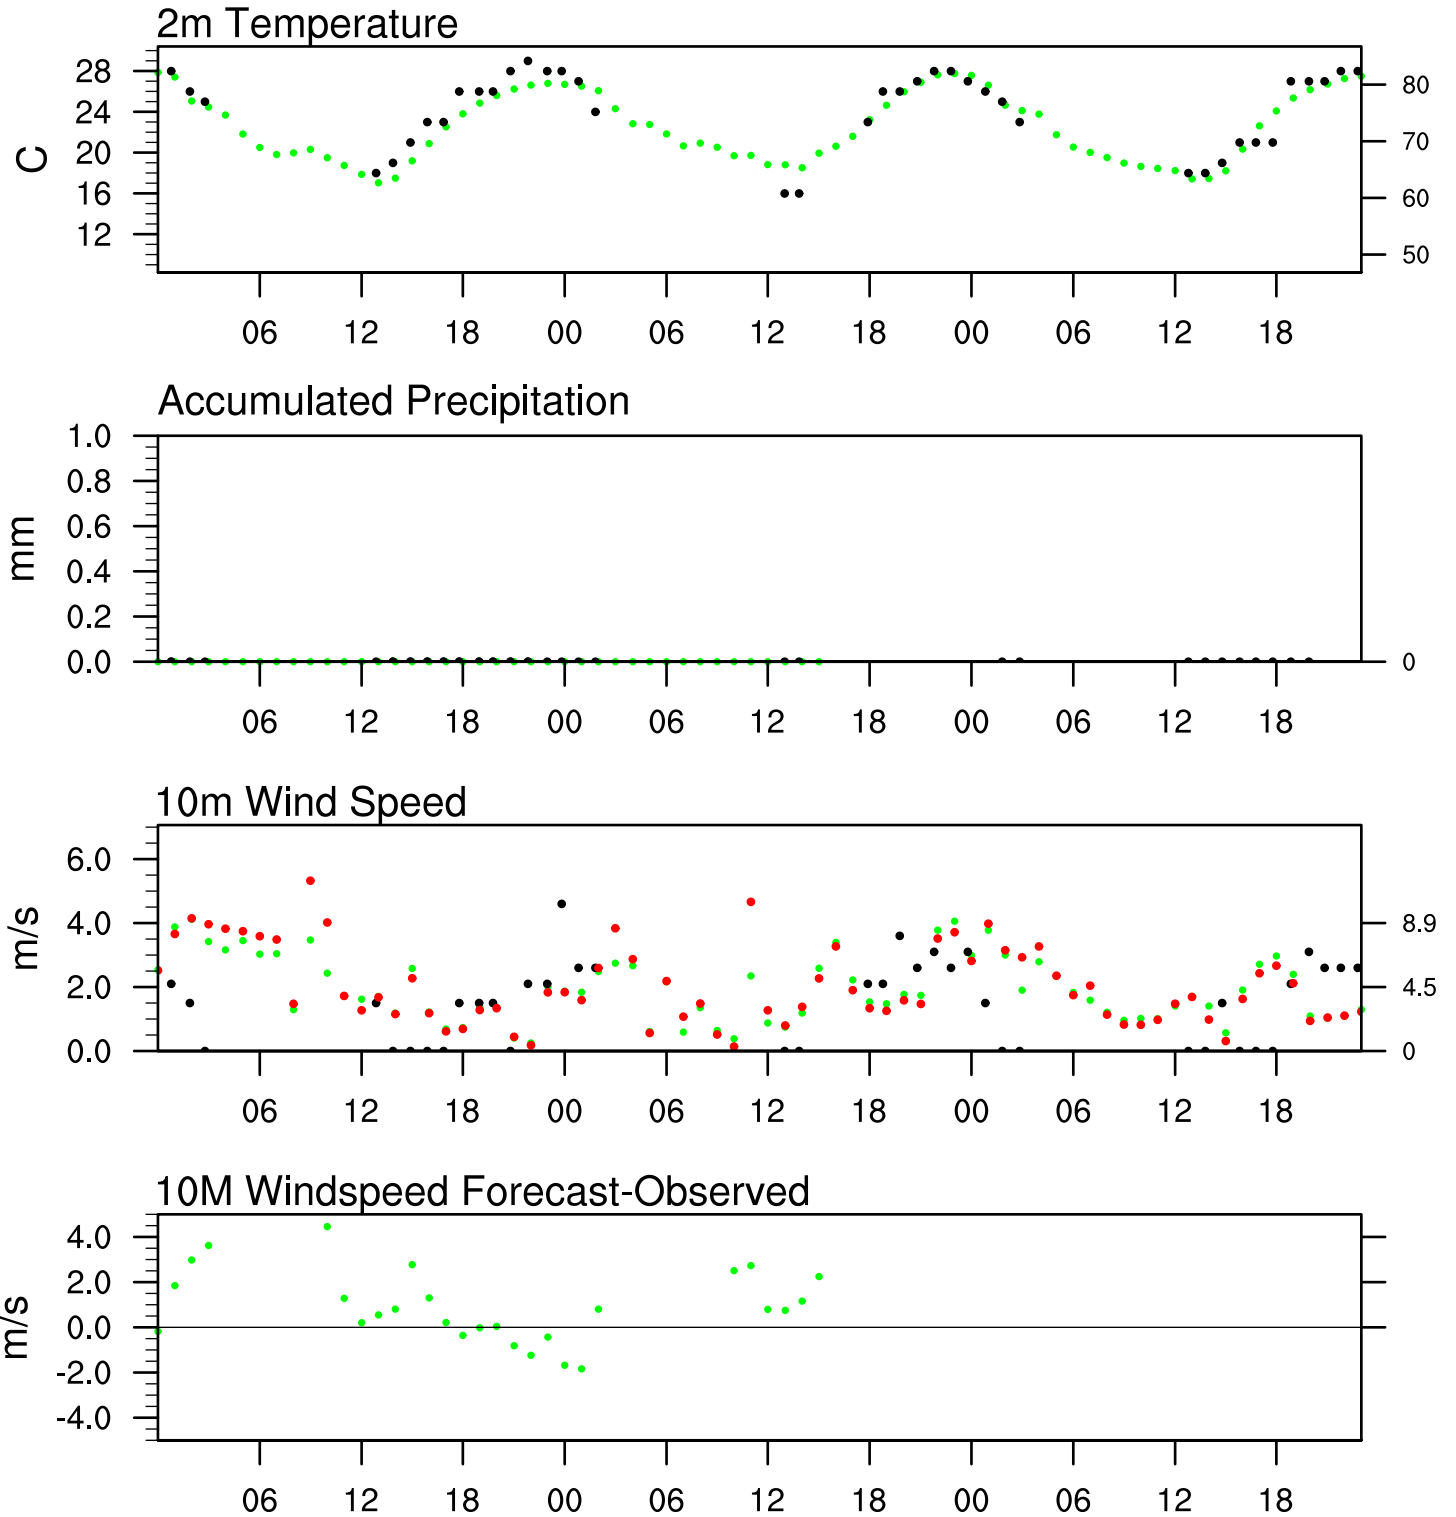 2m Temperature
28
24
20
16
12
C
80
70
60
50
06 12 18 00 06 12 18 00 06 12 18
Accumulated Precipitation
1.0
0.8
0.6
0.4
0.2
0.0
mm
0
06 12 18 00 06 12 18 00 06 12 18
10m Wind Speed
6.0
4.0
2.0
0.0
m/s
8.9
4.5
0
06 12 18 00 06 12 18 00 06 12 18
10M Windspeed Forecast-Observed
4.0
2.0
0.0
-2.0
-4.0
m/s
06 12 18 00 06 12 18 00 06 12 18